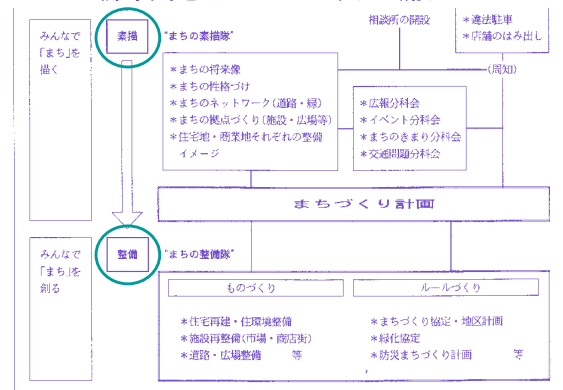 相談所の開設
＊違法駐車
＊店舗のはみ出し
(周知)
みんなで
「まち」を
描く
素描
"まちの素描隊"
＊まちの将来像
＊まちの性格づけ
＊まちのネットワーク(道路・緑)
＊まちの拠点づくり(施設・広場等)
＊住宅地・商業地それぞれの整備
イメージ
＊広報分科会
＊イベント分科会
＊まちのきまり分科会
＊交通問題分科会
まちづくり計画
みんなで
「まち」を
創る
整備
"まちの整備隊"
ものづくり
＊住宅再建・住環境整備
＊施設再整備(市場・商店街)
＊道路・広場整備　等
ルールづくり
＊まちづくり協定・地区計画
＊緑化協定
＊防災まちづくり計画　等